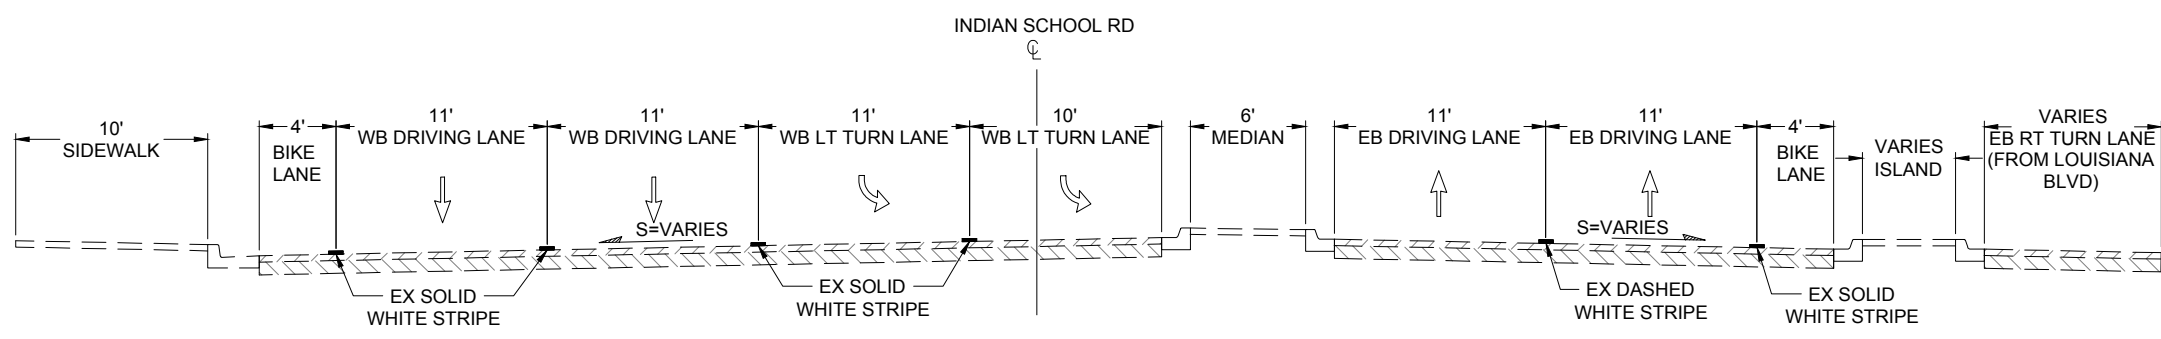 INDIAN SCHOOL RD
℄
10'
SIDEWALK
4'
BIKE
LANE
11'
WB DRIVING LANE
11'
WB DRIVING LANE
11'
WB LT TURN LANE
10'
WB LT TURN LANE
6'
MEDIAN
11'
EB DRIVING LANE
11'
EB DRIVING LANE
4'
BIKE
LANE
VARIES
ISLAND
VARIES
EB RT TURN LANE
(FROM LOUISIANA
BLVD)
S=VARIES
S=VARIES
EX SOLID
WHITE STRIPE
EX SOLID
WHITE STRIPE
EX DASHED
WHITE STRIPE
EX SOLID
WHITE STRIPE